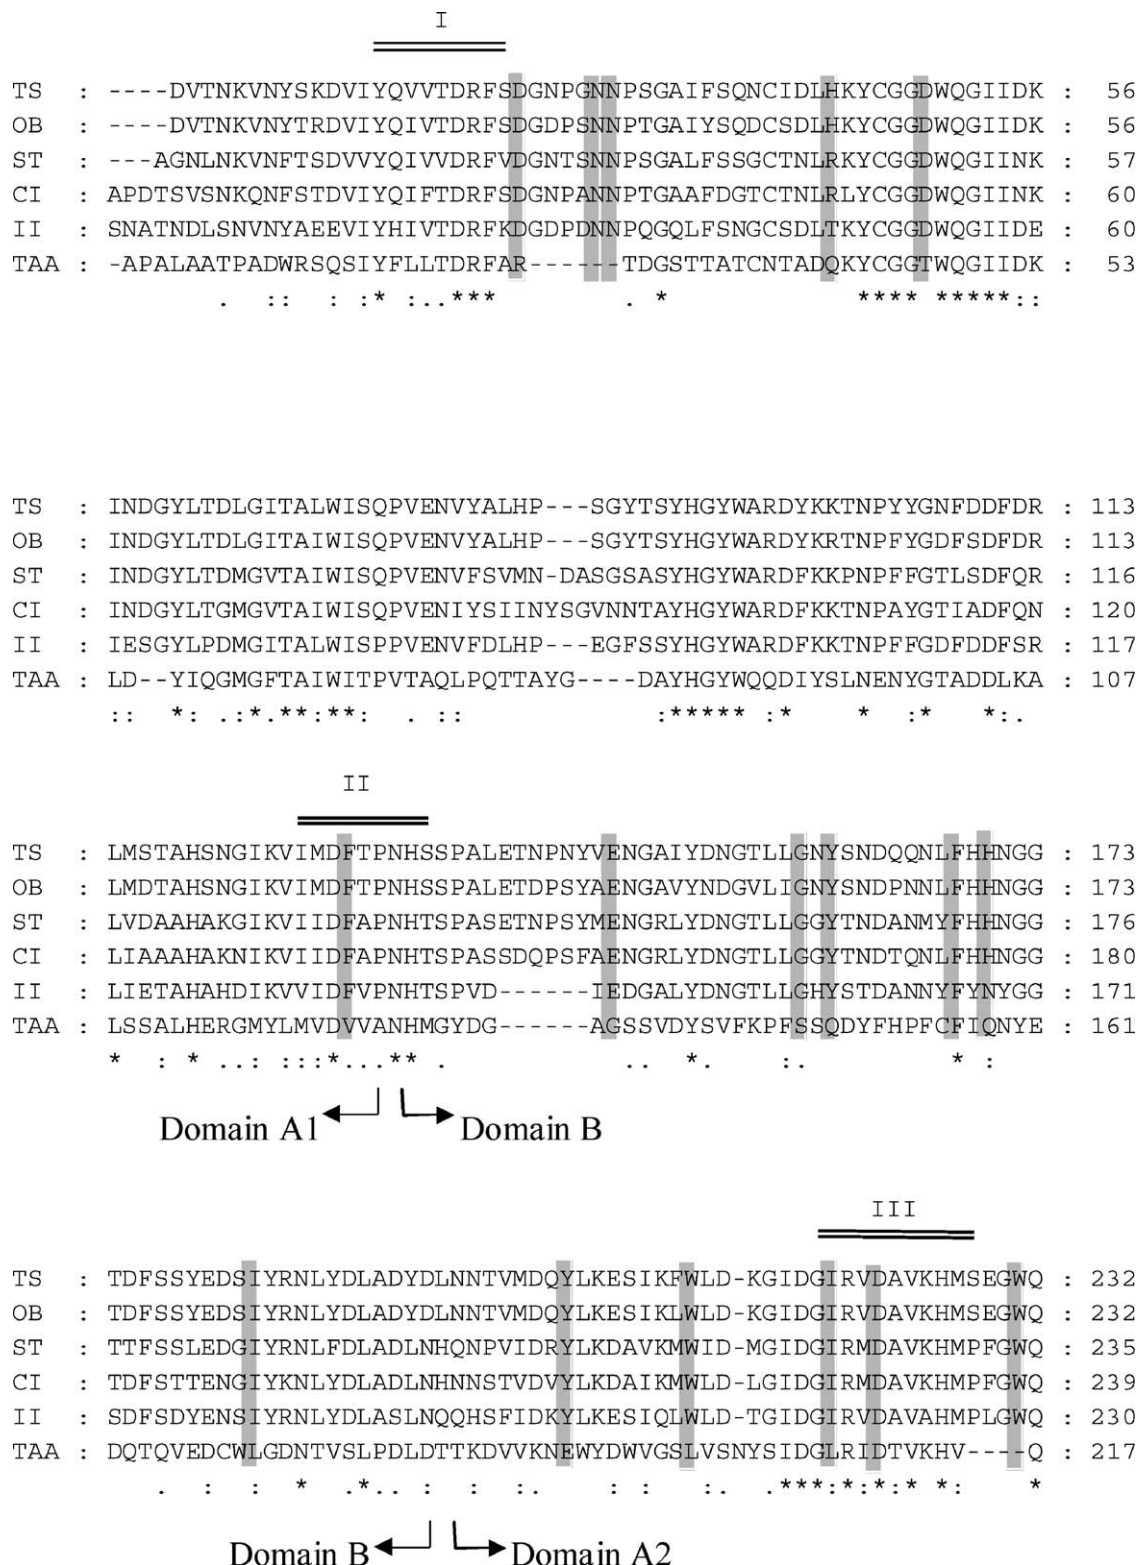 I
TS : ----DVTNKVNYSKDVIYQVVTDRFSDGNPGNNPSGAIFSQNCIDLHKYCGGDWQGIIDK : 56
OB : ----DVTNKVNYTRDVIYQIVTDRFSDGDPSNNPTGAIYSQDCSDLHKYCGGDWQGIIDK : 56
ST : ---AGNLNKVNFTSDVVYQIVVDRFVDGNTSNNPSGALFSSGCTNLRKYCGGDWQGIINK : 57
CI : APDTSVSNKQNFSTDVIYQIFTDRFSDGNPANNPTGAAFDGTCTNLRLYCGGDWQGIINK : 60
II : SNATNDLSNVNYAEEVIYHIVTDRFKDGDPDNNPQGQLFSNGCSDLTKYCGGDWQGIIDE : 60
TAA : -APALAATPADWRSQSIYFLLTDRFAR------TDGSTTATCNTADQKYCGGTWQGIIDK : 53
. :: : :* :..*** . * **** *****::
TS : INDGYLTDLGITALWISQPVENVYALHP---SGYTSYHGYWARDYKKTNPYYGNFDDFDR : 113
OB : INDGYLTDLGITAIWISQPVENVYALHP---SGYTSYHGYWARDYKRTNPFYGDFSDFDR : 113
ST : INDGYLTDMGVTAIWISQPVENVFSVMN-DASGSASYHGYWARDFKKPNPFFGTLSDFQR : 116
CI : INDGYLTGMGVTAIWISQPVENIYSIINYSGVNNTAYHGYWARDFKKTNPAYGTIADFQN : 120
II : IESGYLPDMGITALWISPPVENVFDLHP---EGFSSYHGYWARDFKKTNPFFGDFDDFSR : 117
TAA : LD--YIQGMGFTAIWITPVTAQLPQTTAYG----DAYHGYWQQDIYSLNENYGTADDLKA : 107
:: *: .:*.**:**: . :: :***** :* * :* *:.
II
TS : LMSTAHSNGIKVIMDFTPNHSSPALETNPNYVENGAIYDNGTLLGNYSNDQQNLFHHNGG : 173
OB : LMDTAHSNGIKVIMDFTPNHSSPALETDPSYAENGAVYNDGVLIGNYSNDPNNLFHHNGG : 173
ST : LVDAAHAKGIKVIIDFAPNHTSPASETNPSYMENGRLYDNGTLLGGYTNDANMYFHHNGG : 176
CI : LIAAAHAKNIKVIIDFAPNHTSPASSDQPSFAENGRLYDNGTLLGGYTNDTQNLFHHNGG : 180
II : LIETAHAHDIKVVIDFVPNHTSPVD------IEDGALYDNGTLLGHYSTDANNYFYNYGG : 171
TAA : LSSALHERGMYLMVDVVANHMGYDG------AGSSVDYSVFKPFSSQDYFHPFCFIQNYE : 161
* : * ..: :::*...** . .. *. :. * :
Domain A1 Domain B
III
TS : TDFSSYEDSIYRNLYDLADYDLNNTVMDQYLKESIKFWLD-KGIDGIRVDAVKHMSEGWQ : 232
OB : TDFSSYEDSIYRNLYDLADYDLNNTVMDQYLKESIKLWLD-KGIDGIRVDAVKHMSEGWQ : 232
ST : TTFSSLEDGIYRNLFDLADLNHQNPVIDRYLKDAVKMWID-MGIDGIRMDAVKHMPFGWQ : 235
CI : TDFSTTENGIYKNLYDLADLNHNNSTVDVYLKDAIKMWLD-LGIDGIRMDAVKHMPFGWQ : 239
II : SDFSDYENSIYRNLYDLASLNQQHSFIDKYLKESIQLWLD-TGIDGIRVDAVAHMPLGWQ : 230
TAA : DQTQVEDCWLGDNTVSLPDLDTTKDVVKNEWYDWVGSLVSNYSIDGLRIDTVKHV----Q : 217
. : : * .*.. : :. : : :. .***:*:*:* *: *
Domain B Domain A2